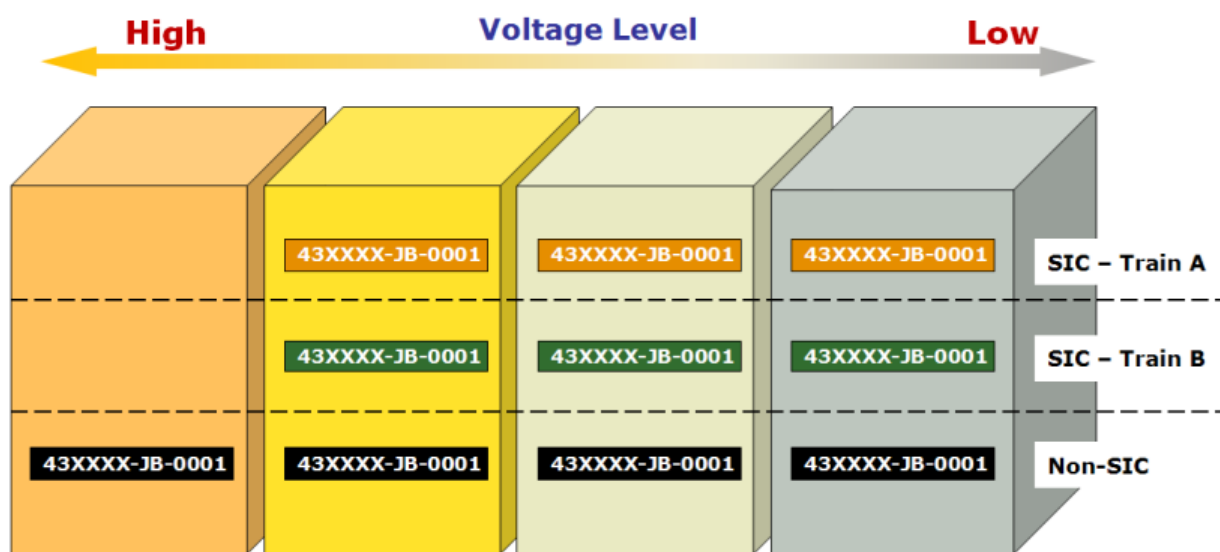 High Voltage Level Low
43XXXX-JB-0001 43XXXX-JB-0001 43XXXX-JB-0001 SIC – Train A
43XXXX-JB-0001 43XXXX-JB-0001 43XXXX-JB-0001 SIC – Train B
43XXXX-JB-0001 43XXXX-JB-0001 43XXXX-JB-0001 43XXXX-JB-0001 Non-SIC